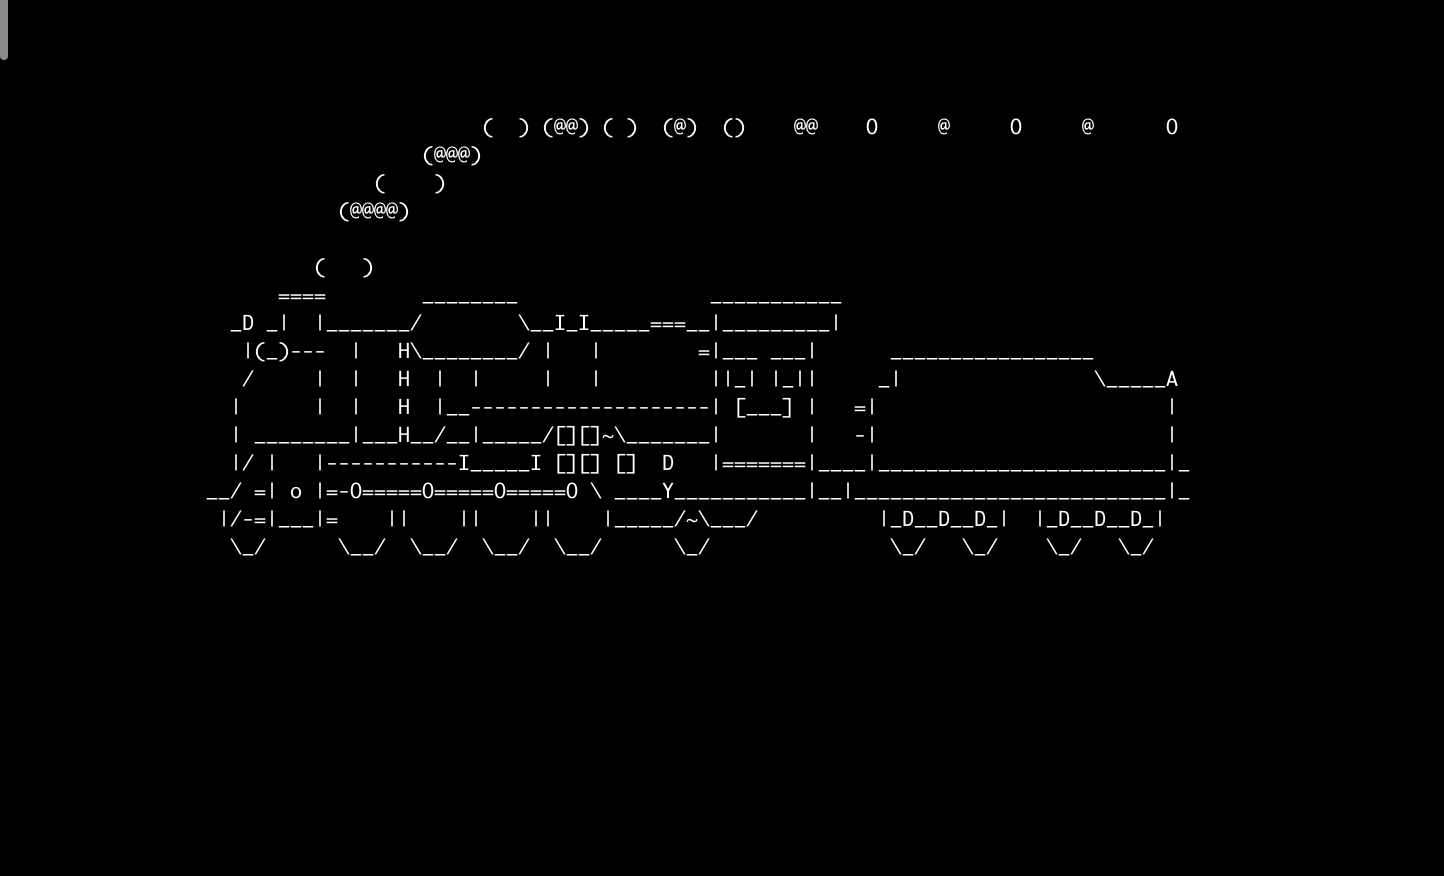 (  ) (@@) ( )  (@)  ()    @@    O     @     O     @      O
                 (@@@)
             (    )
          (@@@@)

        (   )
     ====        ________                ___________
 _D _|  |_______/        \__I_I_____===__|_________|
  |(_)---  |   H\________/ |   |        =|___ ___|      _________________
  /     |  |   H  |  |     |   |         ||_| |_||     _|                \_____A
 |      |  |   H  |__--------------------| [___] |   =|                        |
 | ________|___H__/__|_____/[][]~\_______|       |   -|                        |
 |/ |   |-----------I_____I [][] []  D   |=======|____|________________________|_
__/ =| o |=-O=====O=====O=====O \ ____Y___________|__|__________________________|_
 |/-=|___|=    ||    ||    ||    |_____/~\___/          |_D__D__D_|  |_D__D__D_|
  \_/      \__/  \__/  \__/  \__/      \_/               \_/   \_/    \_/   \_/